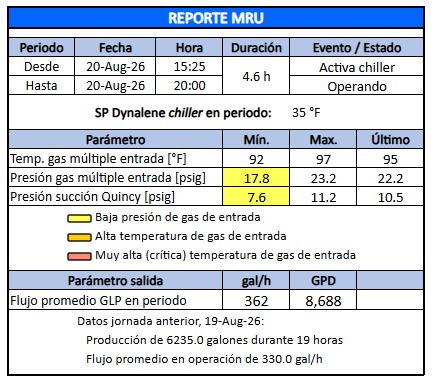 REPORTE MRU
Periodo Fecha Hora Duración Evento / Estado
Desde 20-Aug-26 15:25 4.6 h Activa chiller
Hasta 20-Aug-26 20:00 Operando
SP Dynalene chiller en periodo: 35 °F
Parámetro Mín. Max. Último
Temp. gas múltiple entrada [°F] 92 97 95
Presión gas múltiple entrada [psig] 17.8 23.2 22.2
Presión succión Quincy [psig] 7.6 11.2 10.5
Baja presión de gas de entrada
Alta temperatura de gas de entrada
Muy alta (crítica) temperatura de gas de entrada
Parámetro salida gal/h GPD
Flujo promedio GLP en periodo 362 8,688
Datos jornada anterior, 19-Aug-26:
Producción de 6235.0 galones durante 19 horas
Flujo promedio en operación de 330.0 gal/h